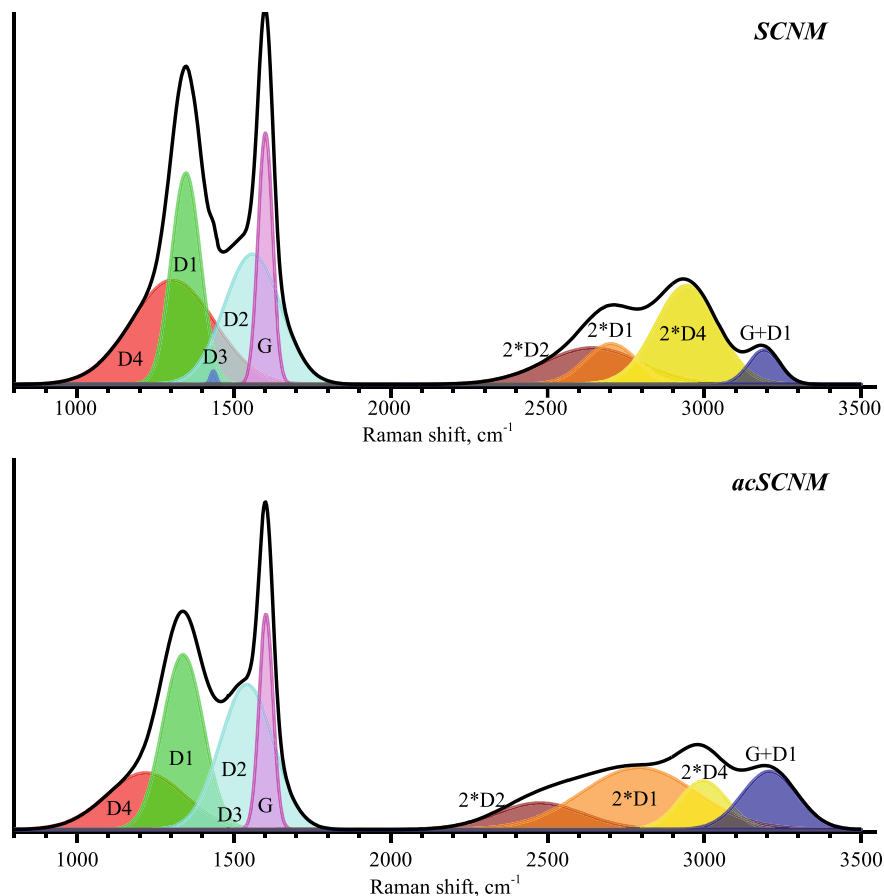 SCNM
D1
D2
D4
D3
G
2*D2
2*D1
2*D4
G+D1
1000 1500 2000 2500 3000 3500
Raman shift, cm-1
acSCNM
D1
D2
D4
D3
G
2*D2
2*D1
2*D4
G+D1
1000 1500 2000 2500 3000 3500
Raman shift, cm-1